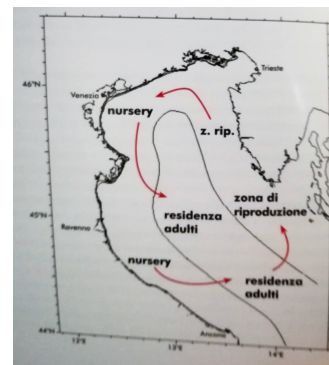 Trieste
46°N
Venezia
nursery
z. rip.
zona di
riproduzione
45°N
residenza
adulti
Ravenna
nursery
residenza
adulti
44°N
Ancona
12°E
13°E
14°E